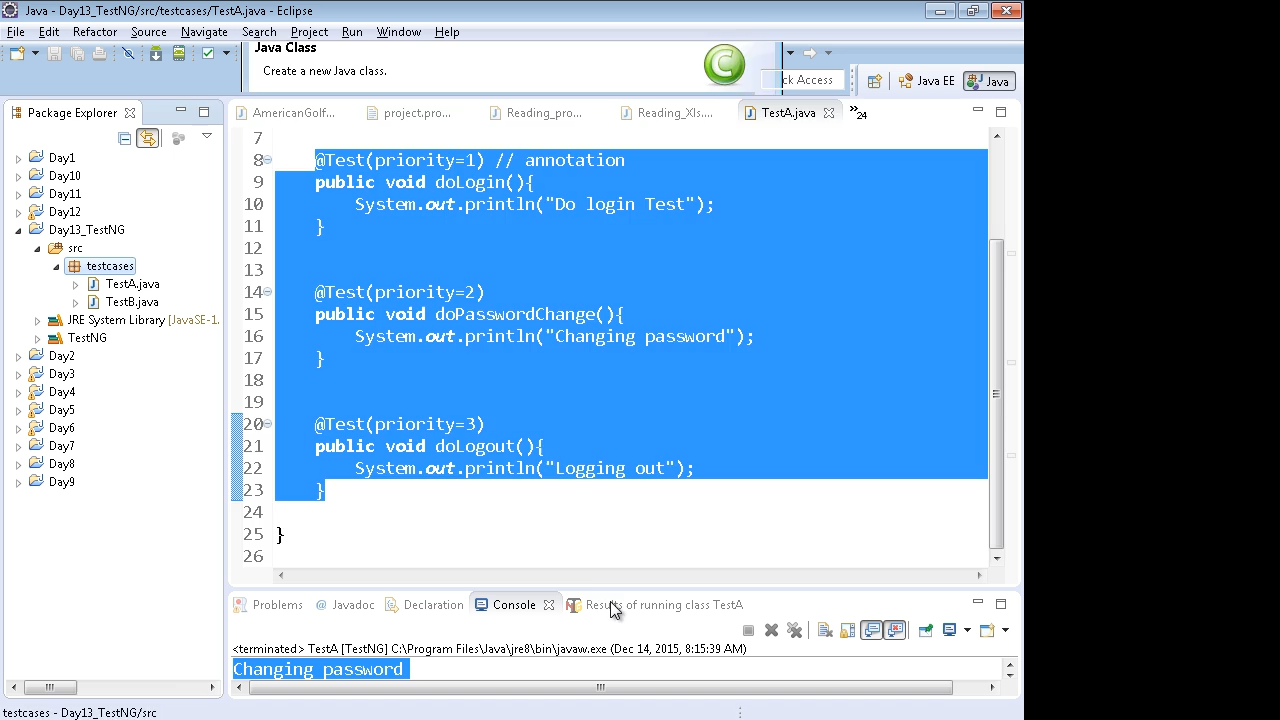 Java - Day13_TestNG/src/testcases/TestA.java - Eclipse
File Edit Refactor Source Navigate Search Project Run Window Help
Java Class
Create a new Java class.
ck Access
Java EE
Java
Package Explorer
AmericanGolf...
project.pro...
Reading_pro...
Reading_Xls....
TestA.java
»24
Day1
Day10
Day11
Day12
Day13_TestNG
src
testcases
TestA.java
TestB.java
JRE System Library [JavaSE-1.
TestNG
Day2
Day3
Day4
Day5
Day6
Day7
Day8
Day9
7
8 @Test(priority=1) // annotation
9 public void doLogin(){
10 System.out.println("Do login Test");
11 }
12
13
14 @Test(priority=2)
15 public void doPasswordChange(){
16 System.out.println("Changing password");
17 }
18
19
20 @Test(priority=3)
21 public void doLogout(){
22 System.out.println("Logging out");
23 }
24
25 }
26
Problems @ Javadoc Declaration Console Results of running class TestA
<terminated> TestA [TestNG] C:\Program Files\Java\jre8\bin\javaw.exe (Dec 14, 2015, 8:15:39 AM)
Changing password
testcases - Day13_TestNG/src